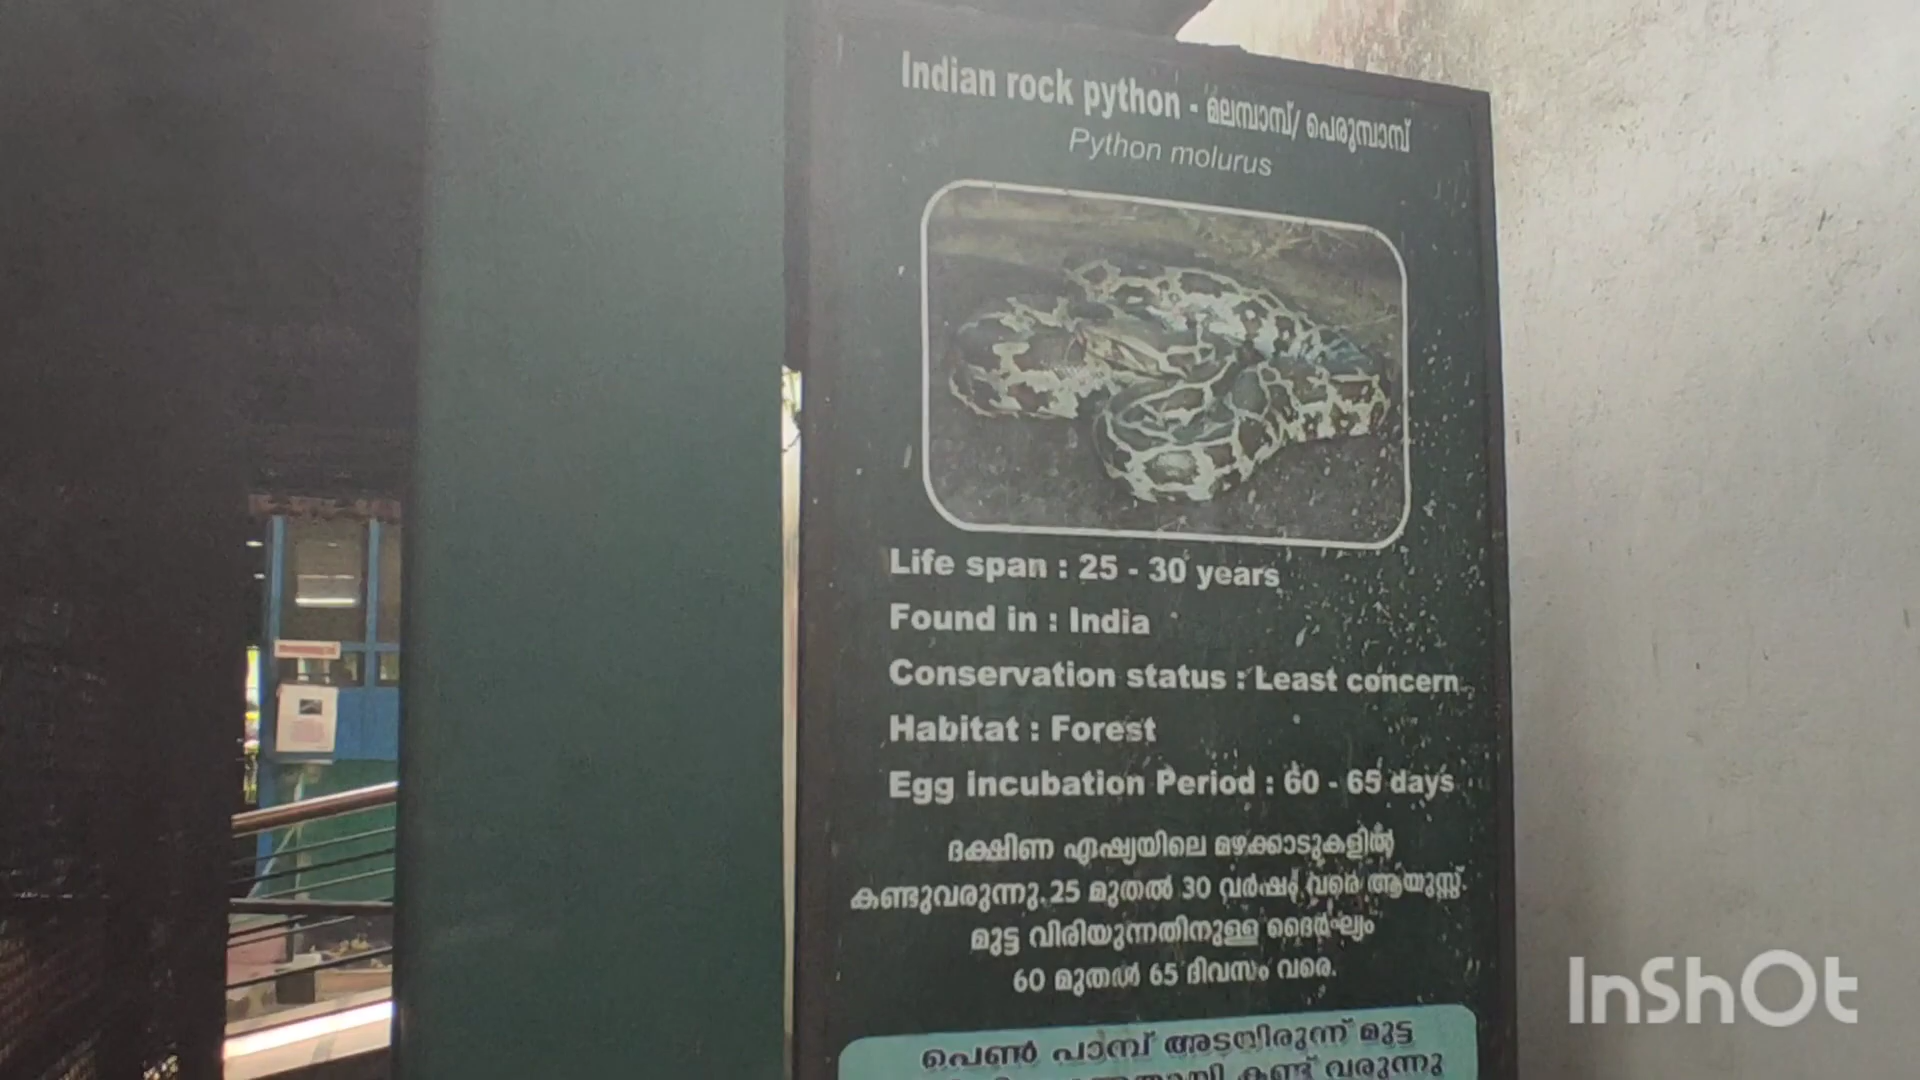 Indian rock python - മലമ്പാമ്പ്/ പെരുമ്പാമ്പ്
Python molurus
Life span : 25 - 30 years
Found in : India
Conservation status : Least concern
Habitat : Forest
Egg incubation Period : 60 - 65 days
ദക്ഷിണ എഷ്യയിലെ മഴക്കാടുകളിൽ
കണ്ടുവരുന്നു. 25 മുതൽ 30 വർഷം വരെ ആയുസ്സ്.
മുട്ട വിരിയുന്നതിനുള്ള ദൈർഘ്യം
60 മുതൽ 65 ദിവസം വരെ.
പെൺ പാമ്പ് അടയിരുന്ന് മുട്ട
കണ്ട് വരുന്നു
InShOt